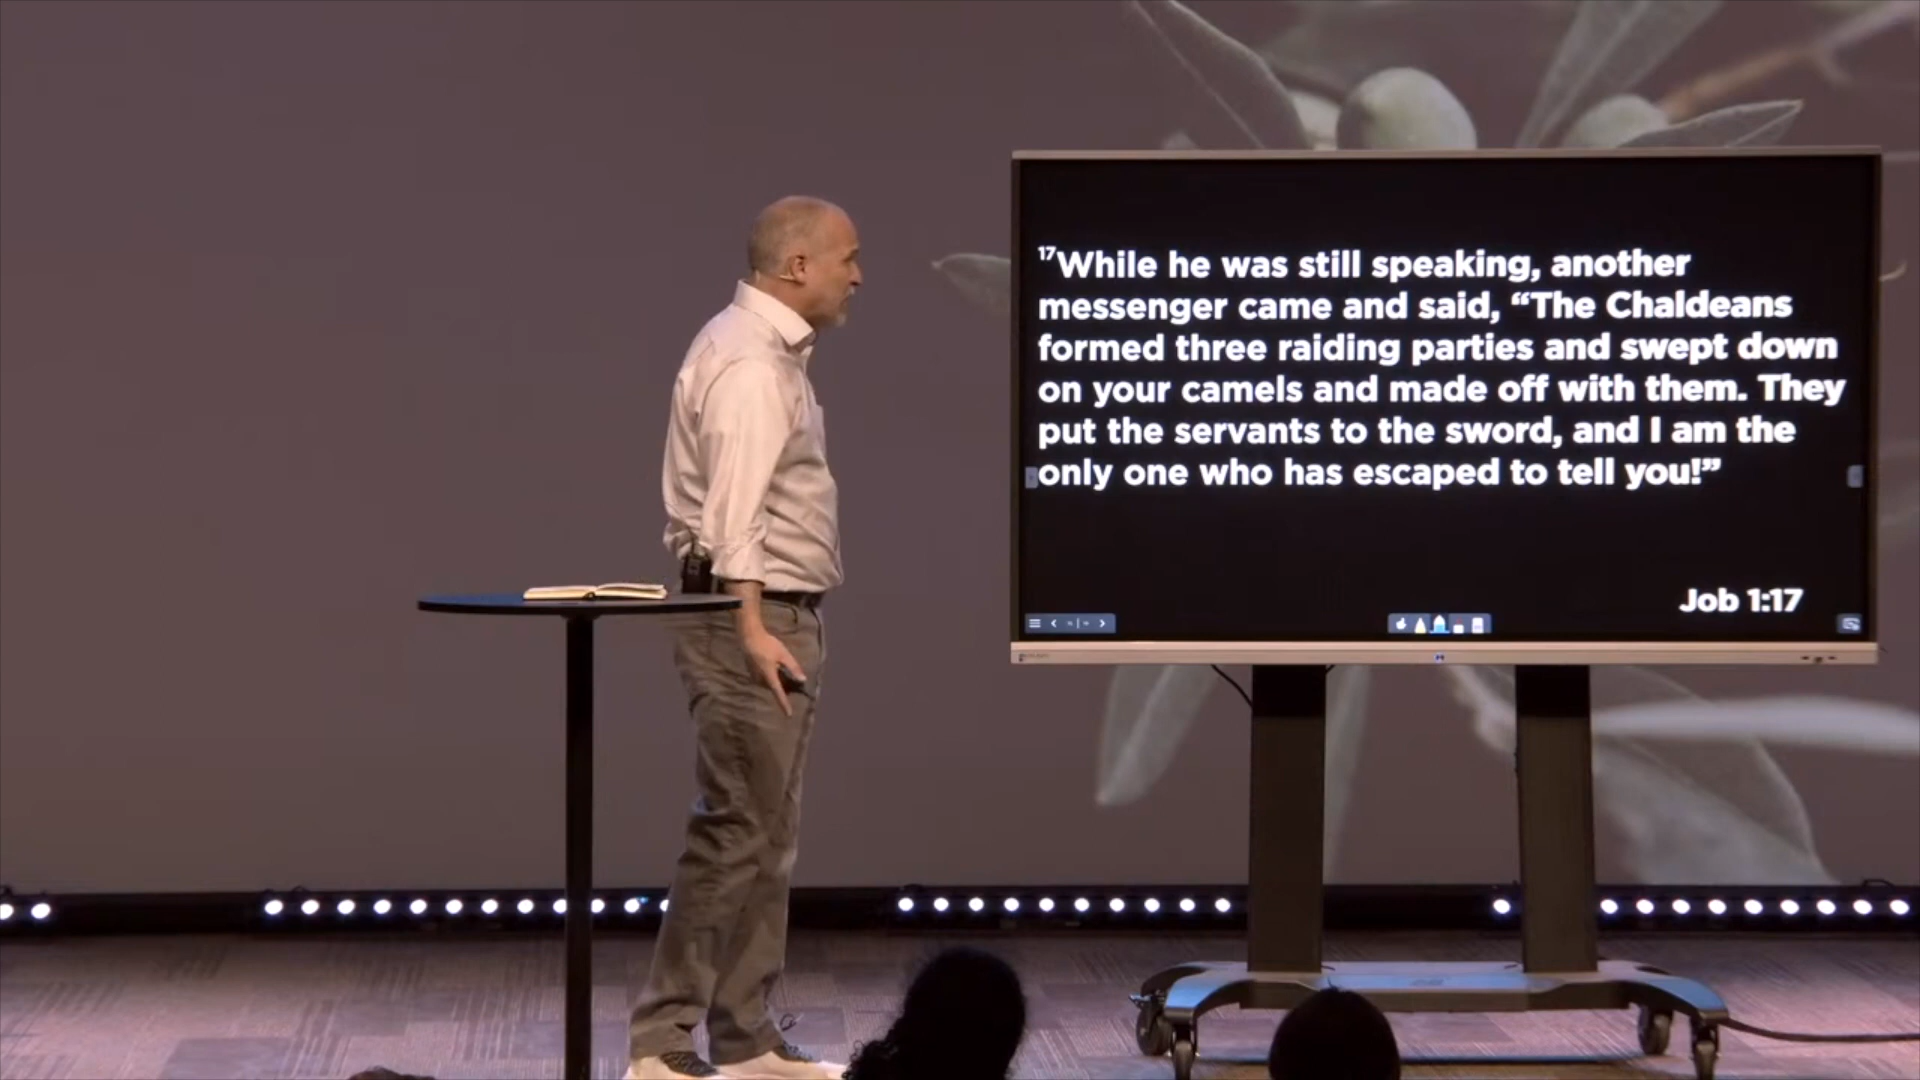 ¹⁷While he was still speaking, another
messenger came and said, “The Chaldeans
formed three raiding parties and swept down
on your camels and made off with them. They
put the servants to the sword, and I am the
only one who has escaped to tell you!”
Job 1:17